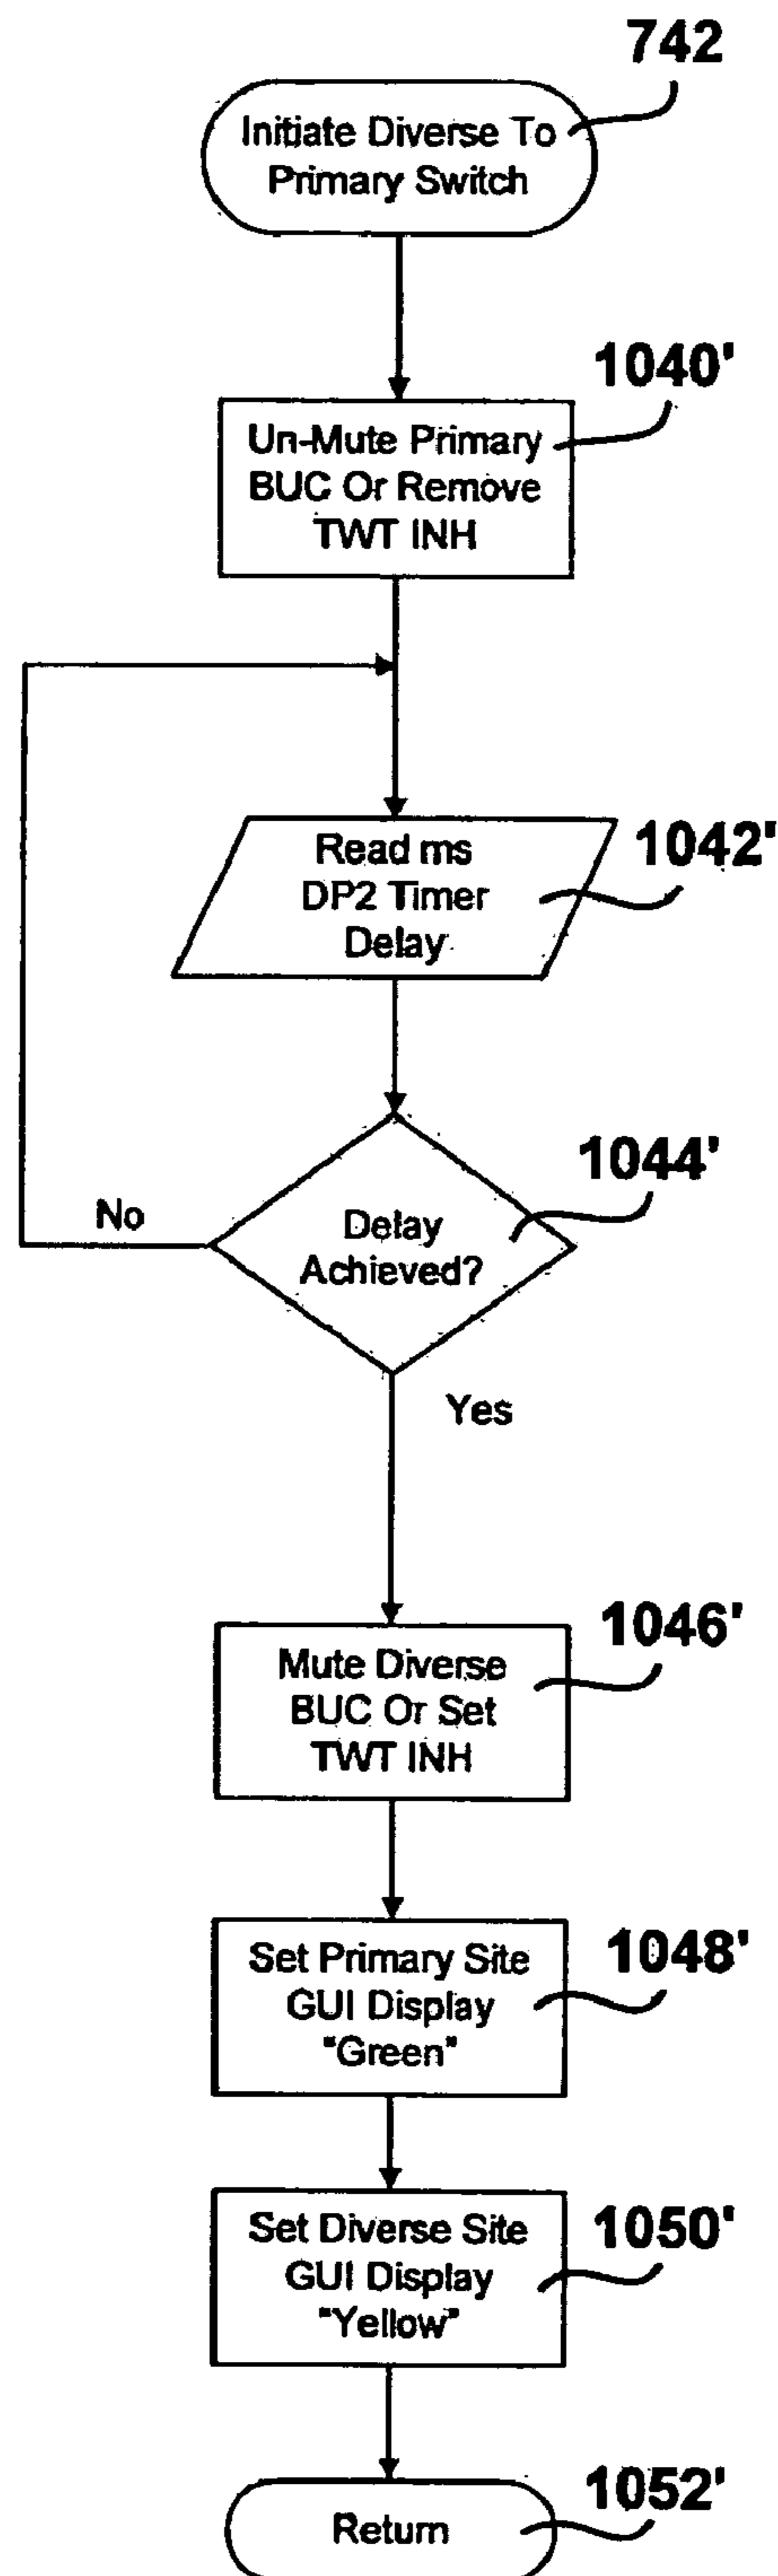 742
Initiate Diverse To
Primary Switch
1040'
Un-Mute Primary
BUC Or Remove
TWT INH
1042'
Read ms
DP2 Timer
Delay
1044'
Delay
Achieved?
No
Yes
1046'
Mute Diverse
BUC Or Set
TWT INH
1048'
Set Primary Site
GUI Display
"Green"
1050'
Set Diverse Site
GUI Display
"Yellow"
1052'
Return